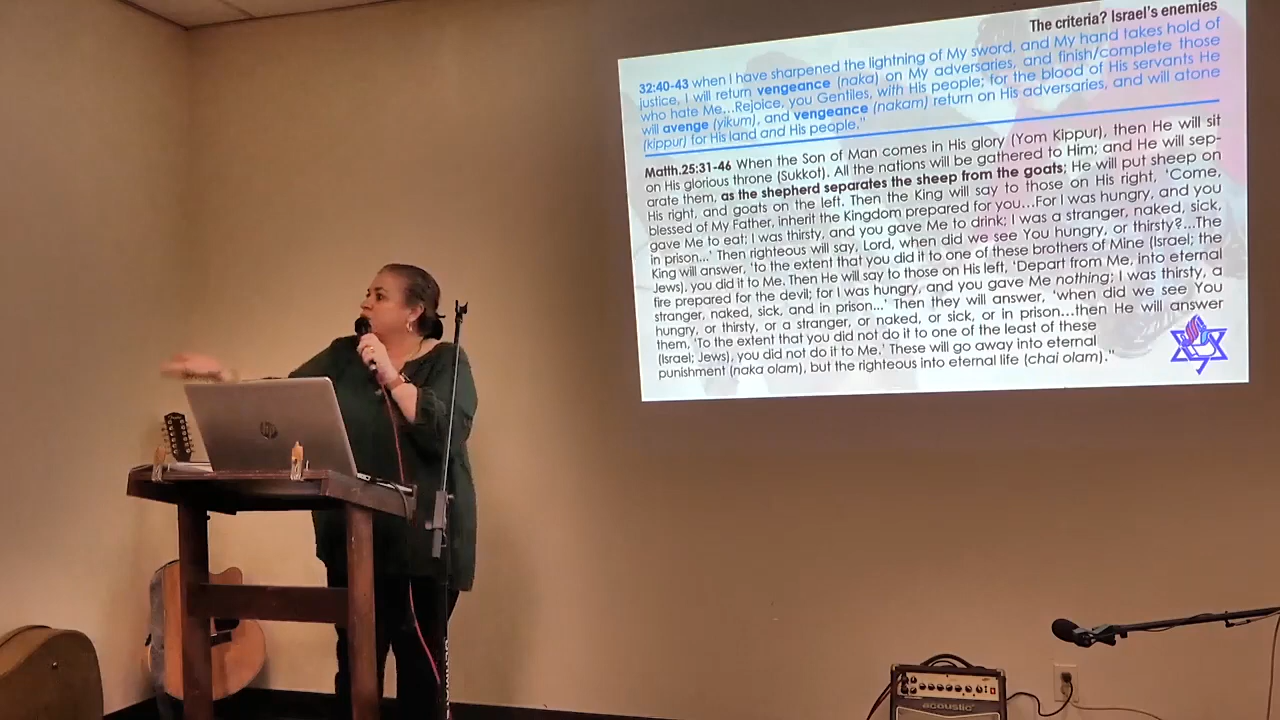 The criteria? Israel's enemies
32:40-43 when I have sharpened the lightning of My sword, and My hand takes hold of
justice, I will return vengeance (naka) on My adversaries, and finish/complete those
who hate Me...Rejoice, you Gentiles, with His people; for the blood of His servants He
will avenge (yikum), and vengeance (nakam) return on His adversaries, and will atone
(kippur) for His land and His people."
Matth.25:31-46 When the Son of Man comes in His glory (Yom Kippur), then He will sit
on His glorious throne (Sukkot). All the nations will be gathered to Him; and He will sep-
arate them, as the shepherd separates the sheep from the goats; He will put sheep on
His right, and goats on the left. Then the King will say to those on His right, 'Come,
blessed of My Father, inherit the Kingdom prepared for you...For I was hungry, and you
gave Me to eat; I was thirsty, and you gave Me to drink; I was a stranger, naked, sick,
in prison...' Then righteous will say, Lord, when did we see You hungry, or thirsty?...The
King will answer, 'to the extent that you did it to one of these brothers of Mine (Israel; the
Jews), you did it to Me. Then He will say to those on His left, 'Depart from Me, into eternal
fire prepared for the devil; for I was hungry, and you gave Me nothing; I was thirsty, a
stranger, naked, sick, and in prison...' Then they will answer, 'when did we see You
hungry, or thirsty, or a stranger, or naked, or sick, or in prison...then He will answer
them, 'To the extent that you did not do it to one of the least of these
(Israel; Jews), you did not do it to Me.' These will go away into eternal
punishment (naka olam), but the righteous into eternal life (chai olam)."
hp
acoustic